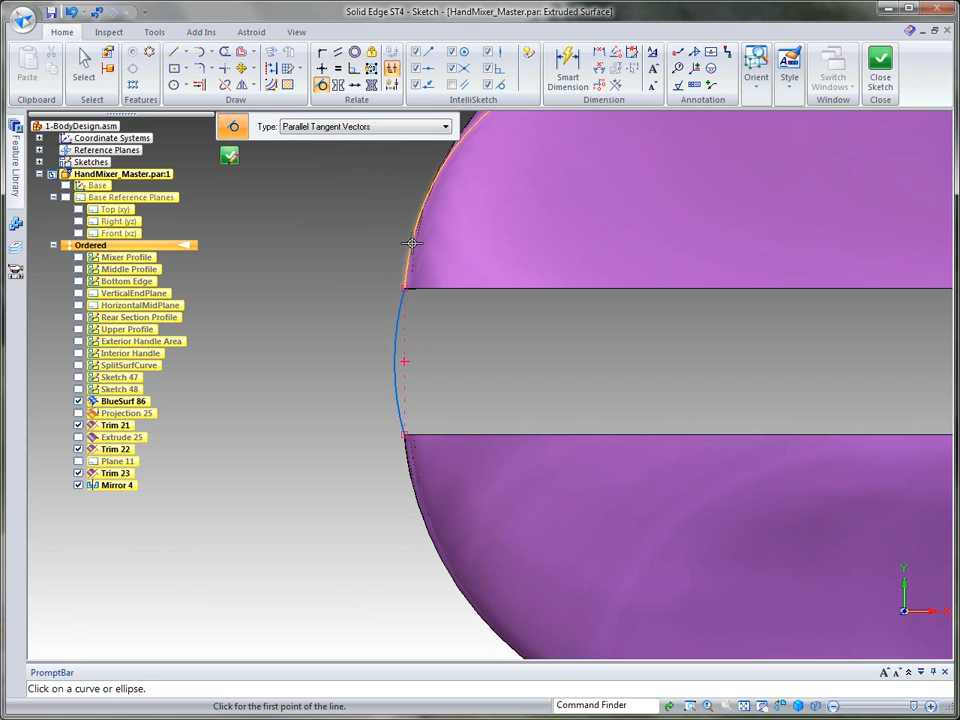 Solid Edge ST4 - Sketch - [HandMixer_Master.par: Extruded Surface]
Home Inspect Tools Add Ins Astroid View
Paste
Select
Smart
Dimension
Orient
Style
Switch
Windows
Close
Sketch
Clipboard Select Features Draw Relate IntelliSketch Dimension Annotation Window Close
Feature Library
1-BodyDesign.asm
Type: Parallel Tangent Vectors
Coordinate Systems
Reference Planes
Sketches
HandMixer_Master.par:1
Base
Base Reference Planes
Top (xy)
Right (yz)
Front (xz)
Ordered
Mixer Profile
Middle Profile
Bottom Edge
VerticalEndPlane
HorizontalMidPlane
Rear Section Profile
Upper Profile
Exterior Handle Area
Interior Handle
SplitSurfCurve
Sketch 47
Sketch 48
BlueSurf 86
Projection 25
Trim 21
Extrude 25
Trim 22
Plane 11
Trim 23
Mirror 4
Y
X
PromptBar
Click on a curve or ellipse.
Click for the first point of the line.
Command Finder